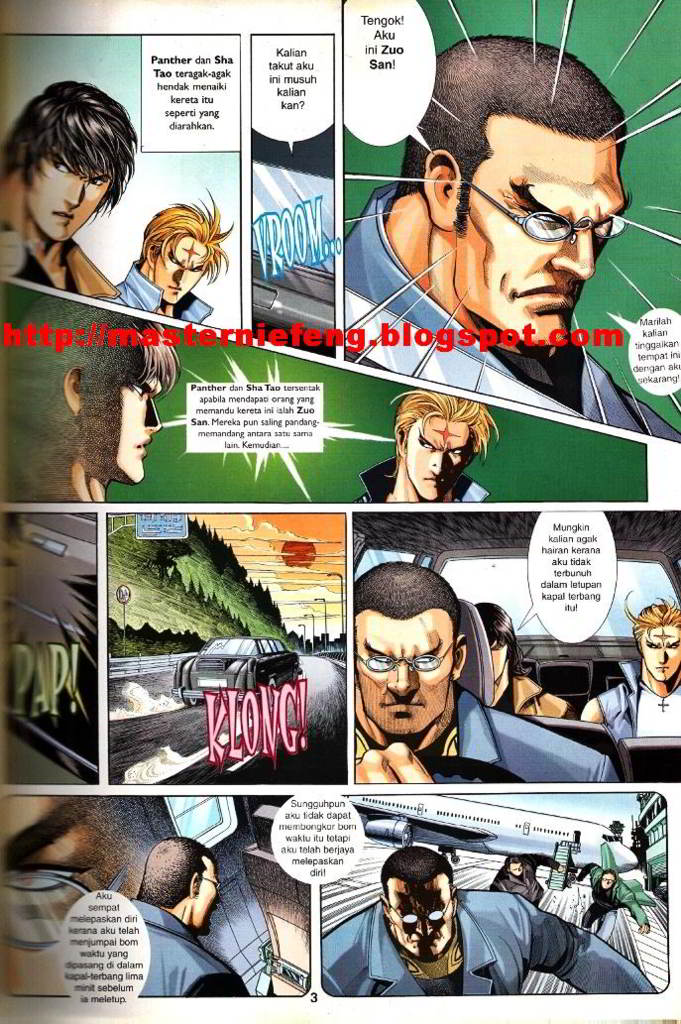 Panther dan Sha
Tao teragak-agak
hendak menaiki
kereta itu
seperti yang
diarahkan.
Kalian
takut aku
ini musuh
kalian
kan?
VROOM...
Tengok!
Aku
ini Zuo
San!
Marilah
kalian
tinggalkan
tempat ini
dengan aku
sekarang!
http://masterniefeng.blogspot.com
Panther dan Sha Tao tersentak
apabila mendapati orang yang
memandu kereta ini ialah Zuo
San. Mereka pun saling pandang-
memandang antara satu sama
lain. Kemudian....
PAP!
KLONG!
Mungkin
kalian agak
hairan kerana
aku tidak
terbunuh
dalam letupan
kapal terbang
itu!
Aku
sempat
melepaskan diri
kerana aku telah
menjumpai bom
waktu yang
dipasang di dalam
kapal-terbang lima
minit sebelum
ia meletup.
Sungguhpun
aku tidak dapat
membongkor bom
waktu itu tetapi
aku telah berjaya
melepaskan
diri!
3